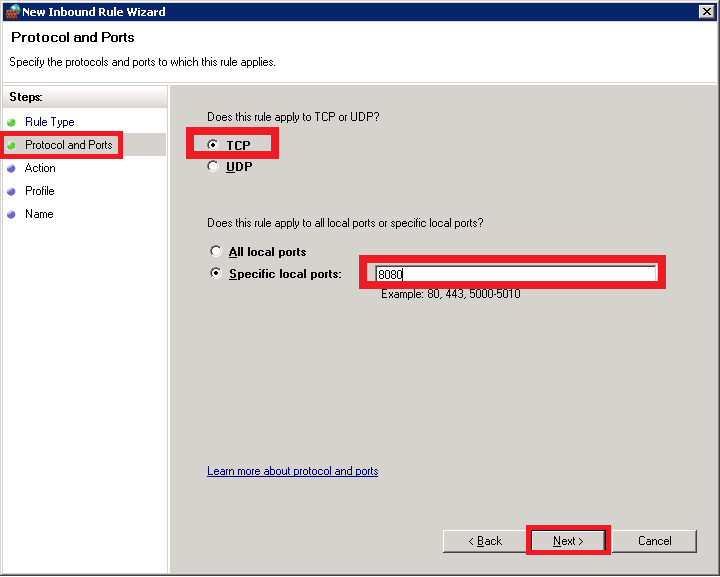 New Inbound Rule Wizard
Protocol and Ports
Specify the protocols and ports to which this rule applies.
Steps:
Rule Type
Protocol and Ports
Action
Profile
Name
Does this rule apply to TCP or UDP?
TCP
UDP
Does this rule apply to all local ports or specific local ports?
All local ports
Specific local ports:
8080
Example: 80, 443, 5000-5010
Learn more about protocol and ports
< Back
Next >
Cancel